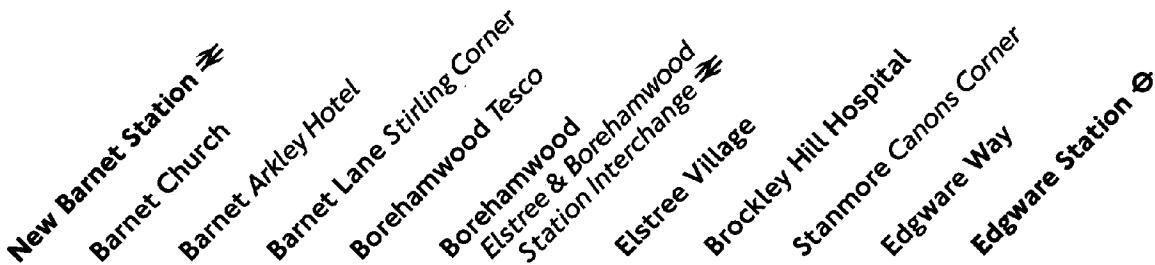 New Barnet Station
Barnet Church
Barnet Arkley Hotel
Barnet Lane Stirling Corner
Borehamwood Tesco
Borehamwood
Elstree & Borehamwood
Station Interchange
Elstree Village
Brockley Hill Hospital
Stanmore Canons Corner
Edgware Way
Edgware Station